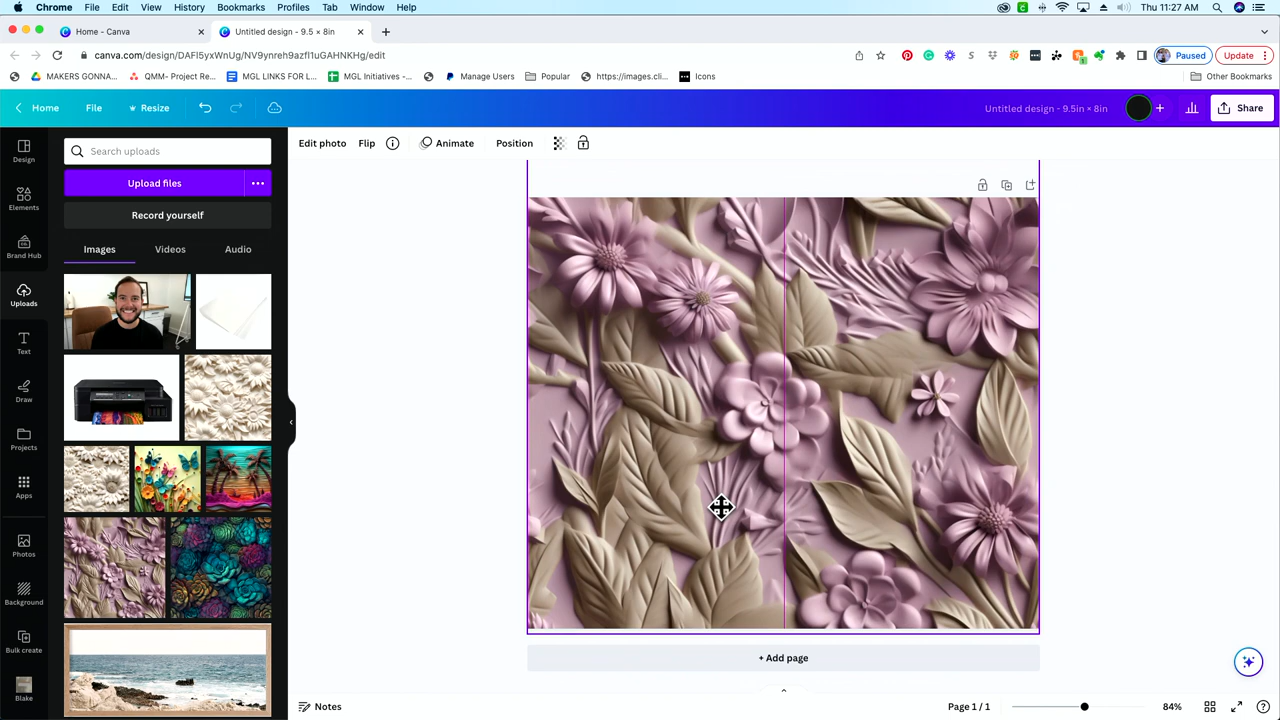 Chrome File Edit View History Bookmarks Profiles Tab Window Help Thu 11:27 AM
Home - Canva Untitled design - 9.5 × 8in
canva.com/design/DAFI5yxWnUg/NV9ynreh9azfI1uGAHNKHg/edit Paused Update
MAKERS GONNA... QMM- Project Re... MGL LINKS FOR L... MGL Initiatives -... Manage Users Popular https://images.cli... Icons Other Bookmarks
Home File Resize Untitled design - 9.5in × 8in Share
Design
Elements
Brand Hub
Uploads
Text
Draw
Projects
Apps
Photos
Background
Bulk create
Blake
Search uploads
Upload files
Record yourself
Images Videos Audio
Edit photo Flip Animate Position
+ Add page
Notes Page 1 / 1 84%